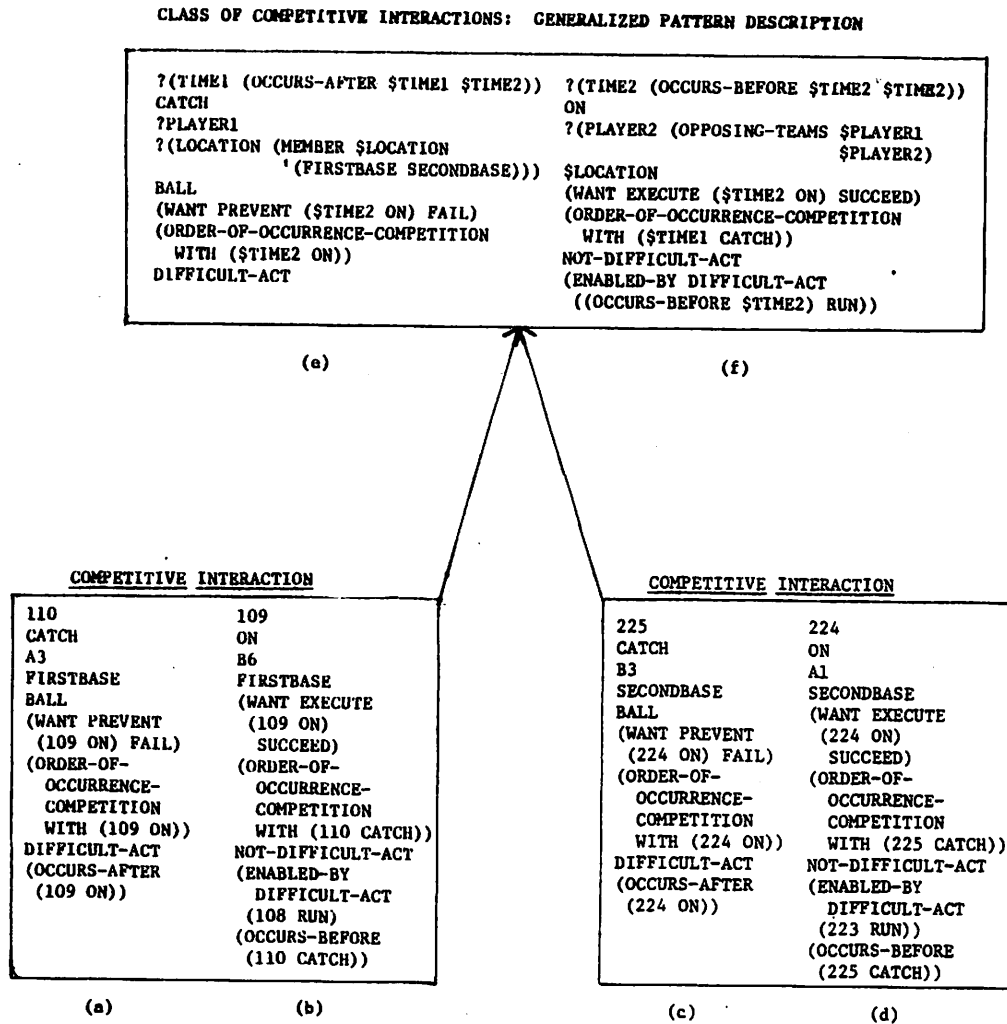 CLASS OF COMPETITIVE INTERACTIONS: GENERALIZED PATTERN DESCRIPTION
?(TIME1 (OCCURS-AFTER $TIME1 $TIME2))
CATCH
?PLAYER1
?(LOCATION (MEMBER $LOCATION
'(FIRSTBASE SECONDBASE)))
BALL
(WANT PREVENT ($TIME2 ON) FAIL)
(ORDER-OF-OCCURRENCE-COMPETITION
WITH ($TIME2 ON))
DIFFICULT-ACT
?(TIME2 (OCCURS-BEFORE $TIME2 $TIME2))
ON
?(PLAYER2 (OPPOSING-TEAMS $PLAYER1
$PLAYER2)
$LOCATION
(WANT EXECUTE ($TIME2 ON) SUCCEED)
(ORDER-OF-OCCURRENCE-COMPETITION
WITH ($TIME1 CATCH))
NOT-DIFFICULT-ACT
(ENABLED-BY DIFFICULT-ACT
((OCCURS-BEFORE $TIME2) RUN))
(e)
(f)
COMPETITIVE INTERACTION
110
CATCH
A3
FIRSTBASE
BALL
(WANT PREVENT
(109 ON) FAIL)
(ORDER-OF-
OCCURRENCE-
COMPETITION
WITH (109 ON))
DIFFICULT-ACT
(OCCURS-AFTER
(109 ON))
109
ON
B6
FIRSTBASE
(WANT EXECUTE
(109 ON)
SUCCEED)
(ORDER-OF-
OCCURRENCE-
COMPETITION
WITH (110 CATCH))
NOT-DIFFICULT-ACT
(ENABLED-BY
DIFFICULT-ACT
(108 RUN)
(OCCURS-BEFORE
(110 CATCH))
(a)
(b)
COMPETITIVE INTERACTION
225
CATCH
B3
SECONDBASE
BALL
(WANT PREVENT
(224 ON) FAIL)
(ORDER-OF-
OCCURRENCE-
COMPETITION
WITH (224 ON))
DIFFICULT-ACT
(OCCURS-AFTER
(224 ON))
224
ON
A1
SECONDBASE
(WANT EXECUTE
(224 ON)
SUCCEED)
(ORDER-OF-
OCCURRENCE-
COMPETITION
WITH (225 CATCH))
NOT-DIFFICULT-ACT
(ENABLED-BY
DIFFICULT-ACT
(223 RUN))
(OCCURS-BEFORE
(225 CATCH))
(c)
(d)